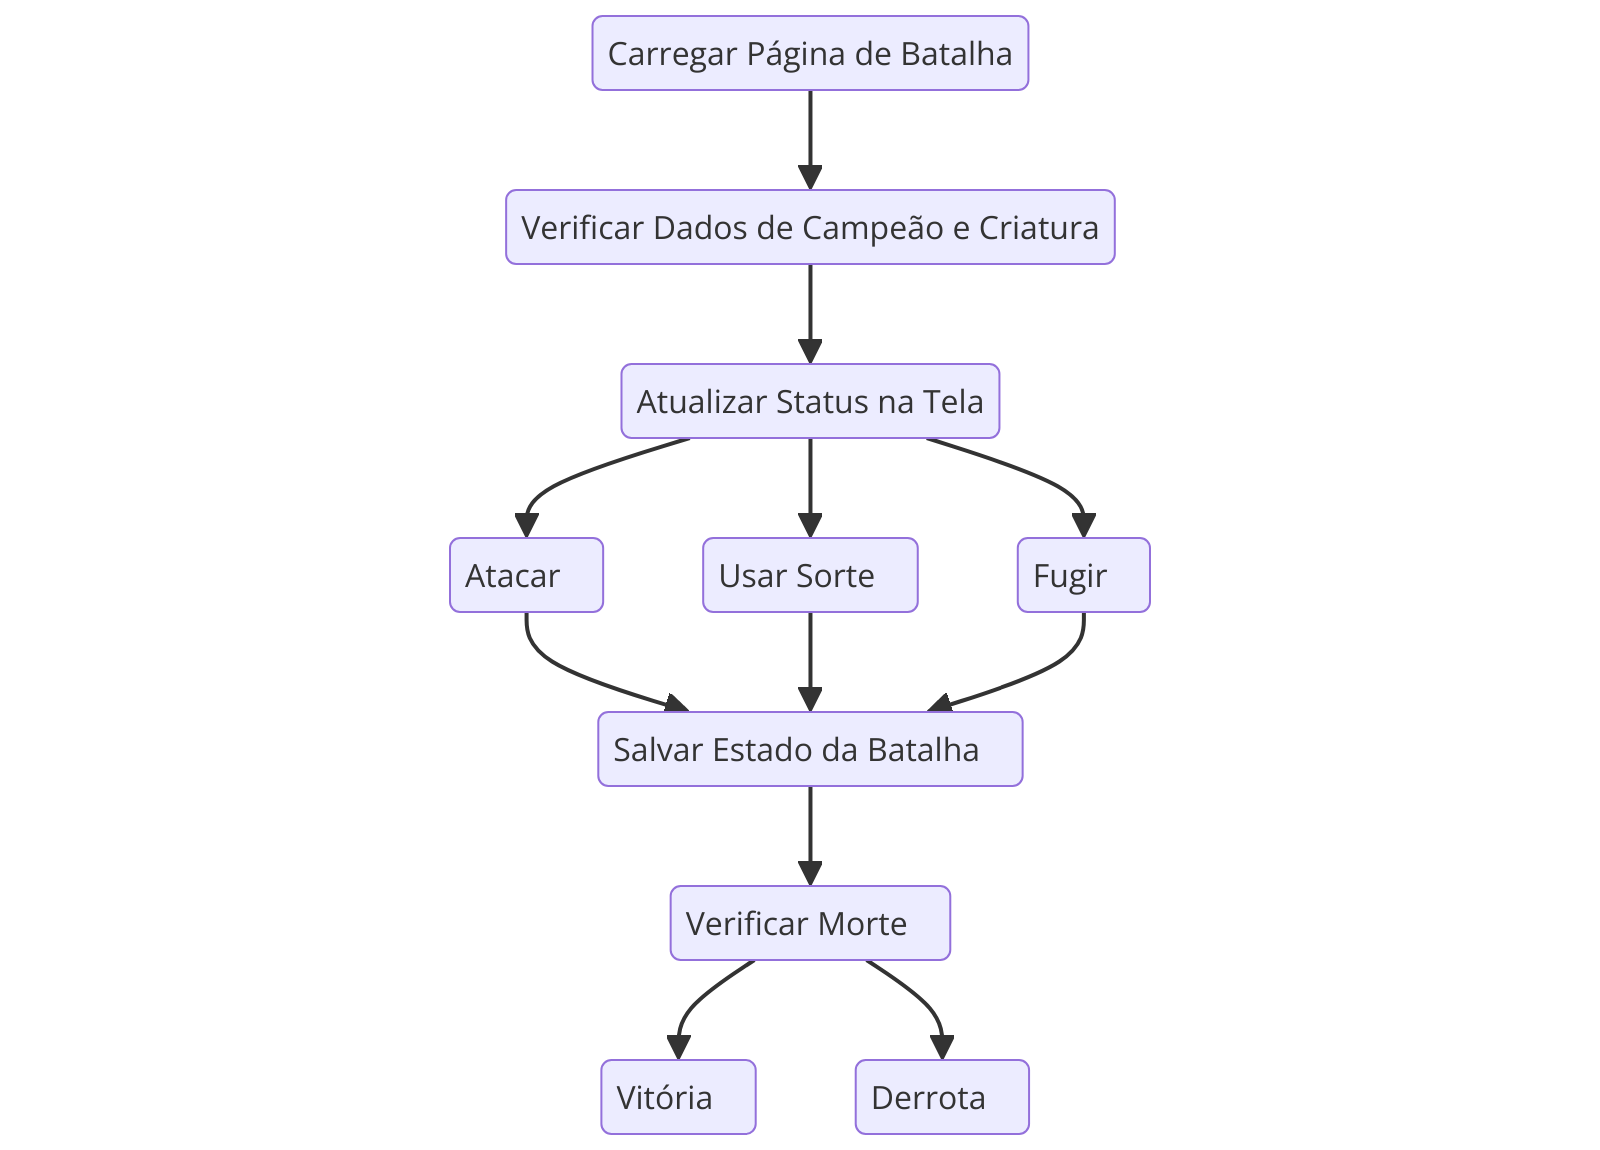 Carregar Página de Batalha
Verificar Dados de Campeão e Criatura
Atualizar Status na Tela
Atacar
Usar Sorte
Fugir
Salvar Estado da Batalha
Verificar Morte
Vitória
Derrota